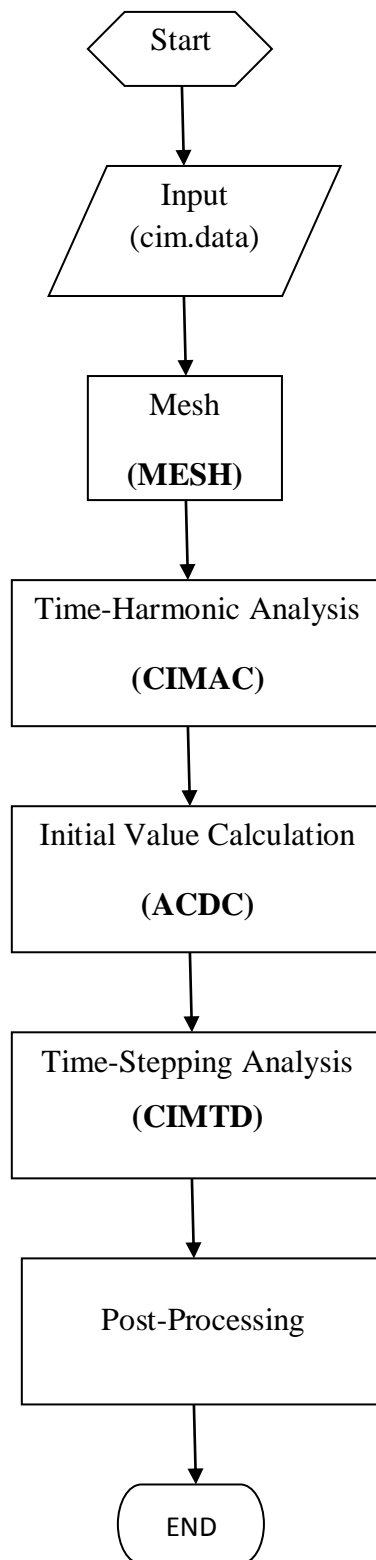 Start
Input
(cim.data)
Mesh
(MESH)
Time-Harmonic Analysis
(CIMAC)
Initial Value Calculation
(ACDC)
Time-Stepping Analysis
(CIMTD)
Post-Processing
END